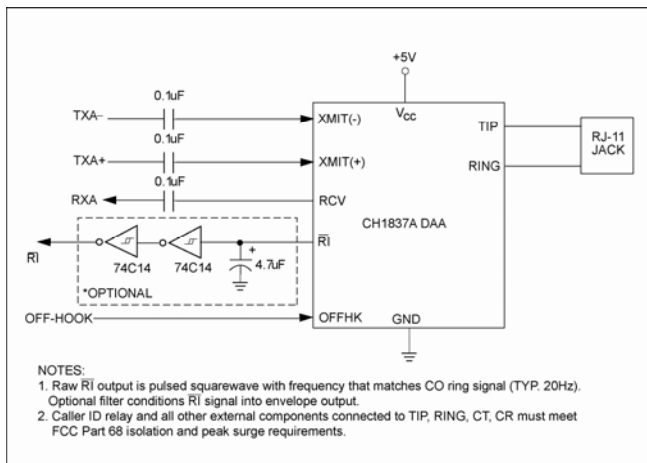 +5V
0.1uF
TXA-
XMIT(-)
VCC
TIP
RJ-11
JACK
0.1uF
TXA+
XMIT(+)
RING
0.1uF
RXA
RCV
CH1837A DAA
RI
RI
74C14
74C14
4.7uF
+
*OPTIONAL
OFF-HOOK
OFFHK
GND
NOTES:
1. Raw RI output is pulsed squarewave with frequency that matches CO ring signal (TYP. 20Hz).
Optional filter conditions RI signal into envelope output.
2. Caller ID relay and all other external components connected to TIP, RING, CT, CR must meet
FCC Part 68 isolation and peak surge requirements.